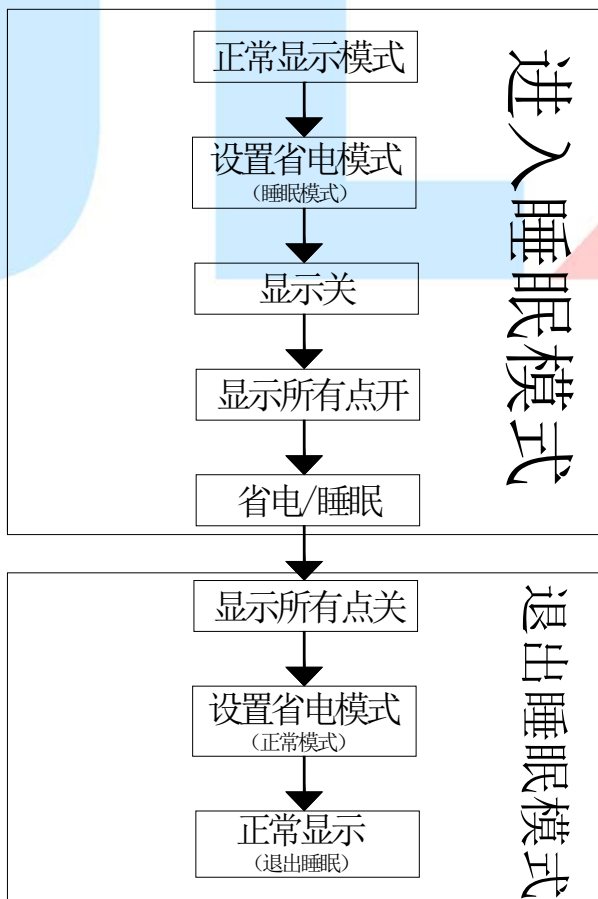 正常显示模式
设置省电模式
(睡眠模式)
显示关
显示所有点开
省电/睡眠
进入睡眠模式
显示所有点关
设置省电模式
(正常模式)
正常显示
(退出睡眠)
退出睡眠模式